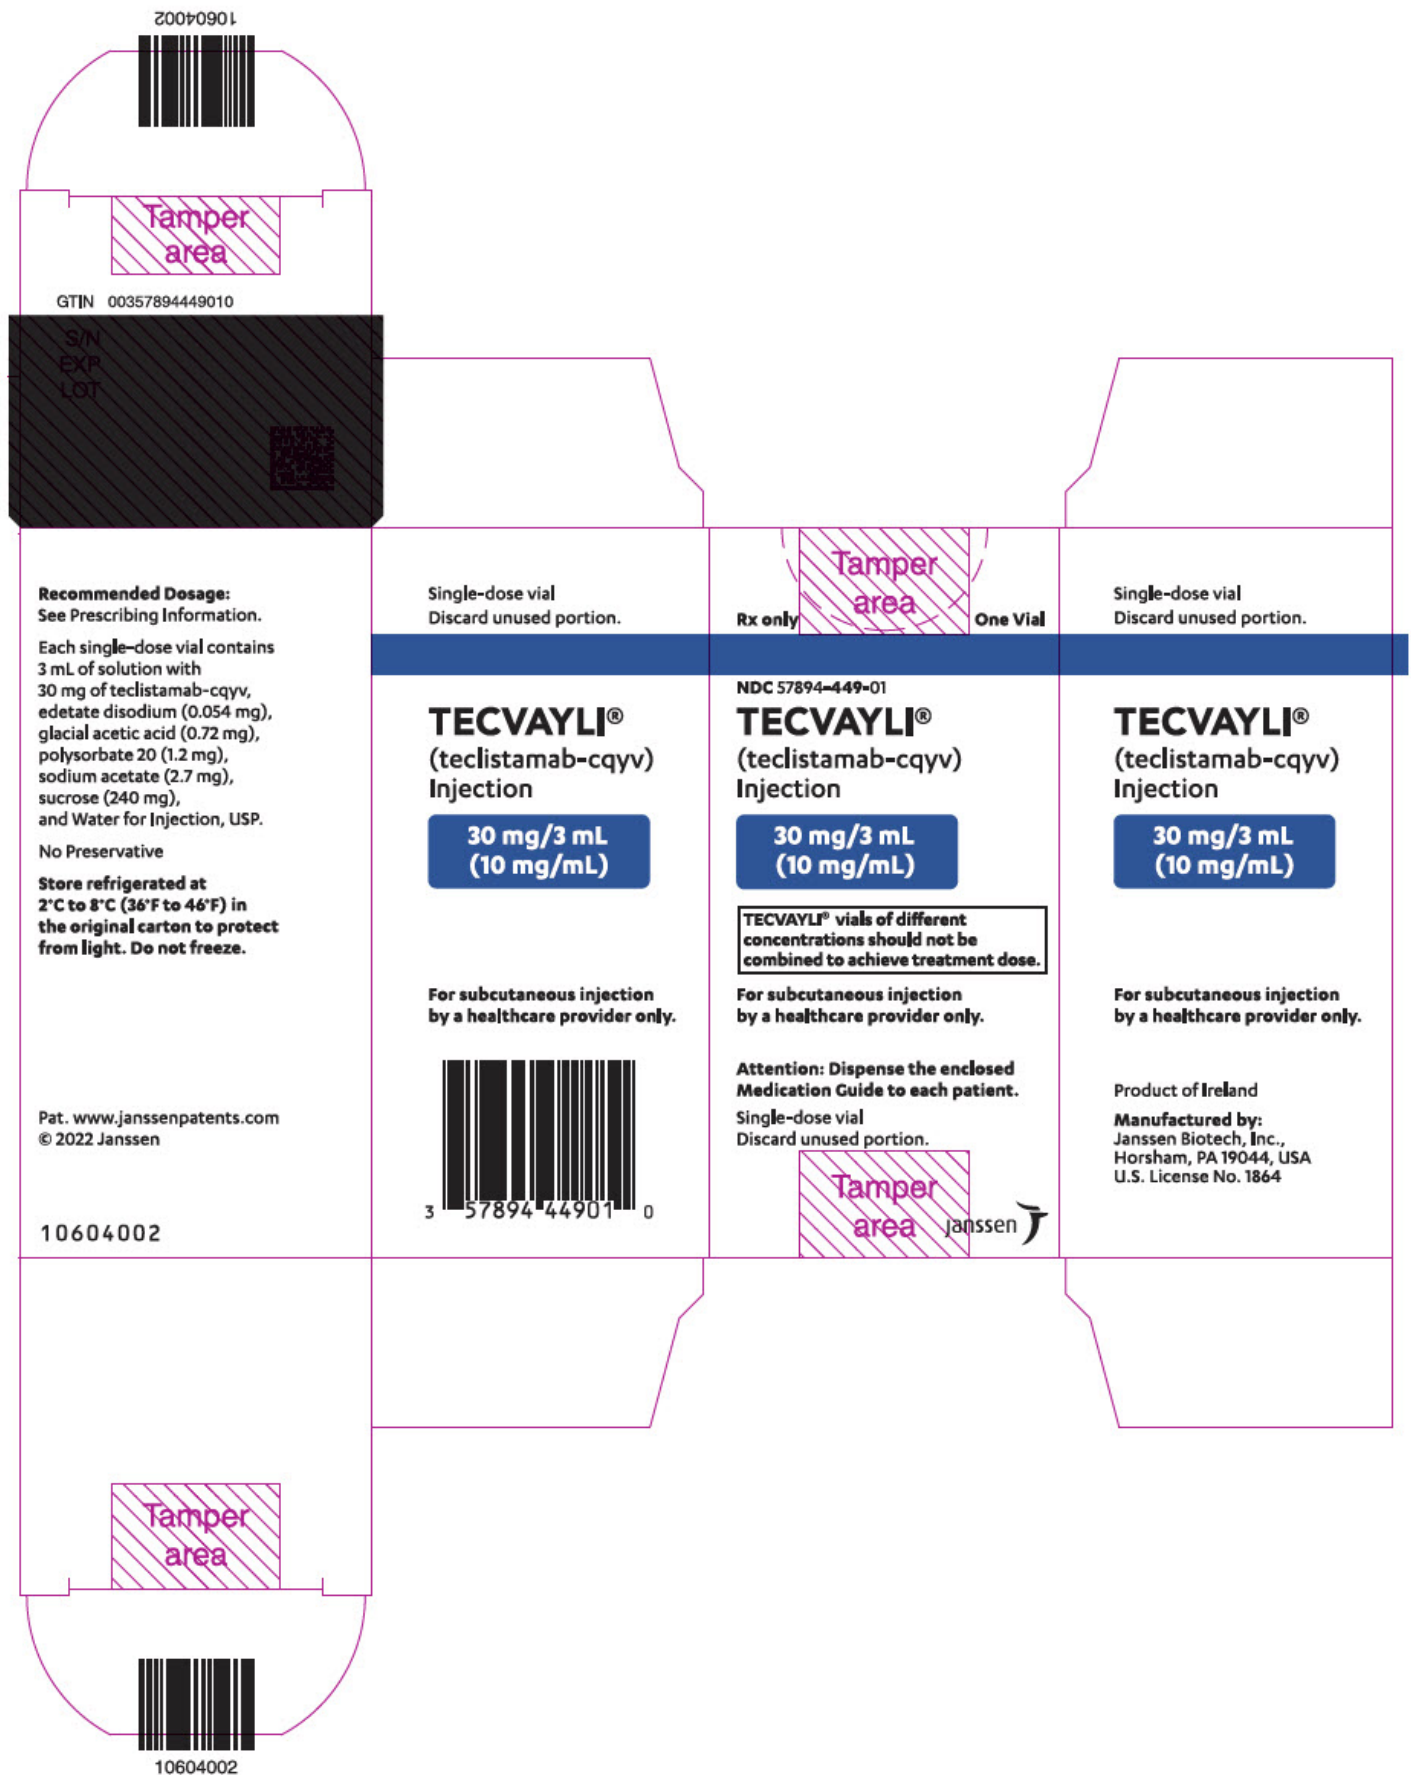 10604002
Tamper
area
GTIN 00357894449010
S/N
EXP
LOT
Recommended Dosage:
See Prescribing Information.
Each single-dose vial contains
3 mL of solution with
30 mg of teclistamab-cqyv,
edetate disodium (0.054 mg),
glacial acetic acid (0.72 mg),
polysorbate 20 (1.2 mg),
sodium acetate (2.7 mg),
sucrose (240 mg),
and Water for Injection, USP.
No Preservative
Store refrigerated at
2°C to 8°C (36°F to 46°F) in
the original carton to protect
from light. Do not freeze.
Pat. www.janssenpatents.com
© 2022 Janssen
10604002
Tamper
area
10604002
Single-dose vial
Discard unused portion.
TECVAYLI®
(teclistamab-cqyv)
Injection
30 mg/3 mL
(10 mg/mL)
For subcutaneous injection
by a healthcare provider only.
3 57894 44901 0
Tamper
area
Rx only One Vial
NDC 57894-449-01
TECVAYLI®
(teclistamab-cqyv)
Injection
30 mg/3 mL
(10 mg/mL)
TECVAYLI® vials of different
concentrations should not be
combined to achieve treatment dose.
For subcutaneous injection
by a healthcare provider only.
Attention: Dispense the enclosed
Medication Guide to each patient.
Single-dose vial
Discard unused portion.
Tamper
area
janssen
Single-dose vial
Discard unused portion.
TECVAYLI®
(teclistamab-cqyv)
Injection
30 mg/3 mL
(10 mg/mL)
For subcutaneous injection
by a healthcare provider only.
Product of Ireland
Manufactured by:
Janssen Biotech, Inc.,
Horsham, PA 19044, USA
U.S. License No. 1864